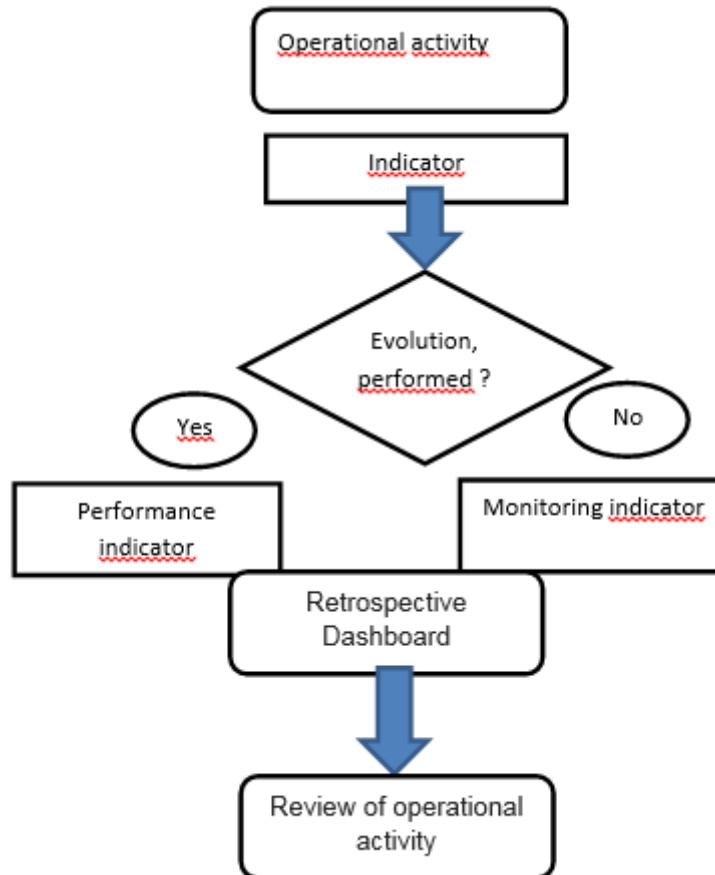 Operational activity
Indicator
Evolution,
performed ?
Yes
No
Performance
indicator
Monitoring indicator
Retrospective
Dashboard
Review of operational
activity